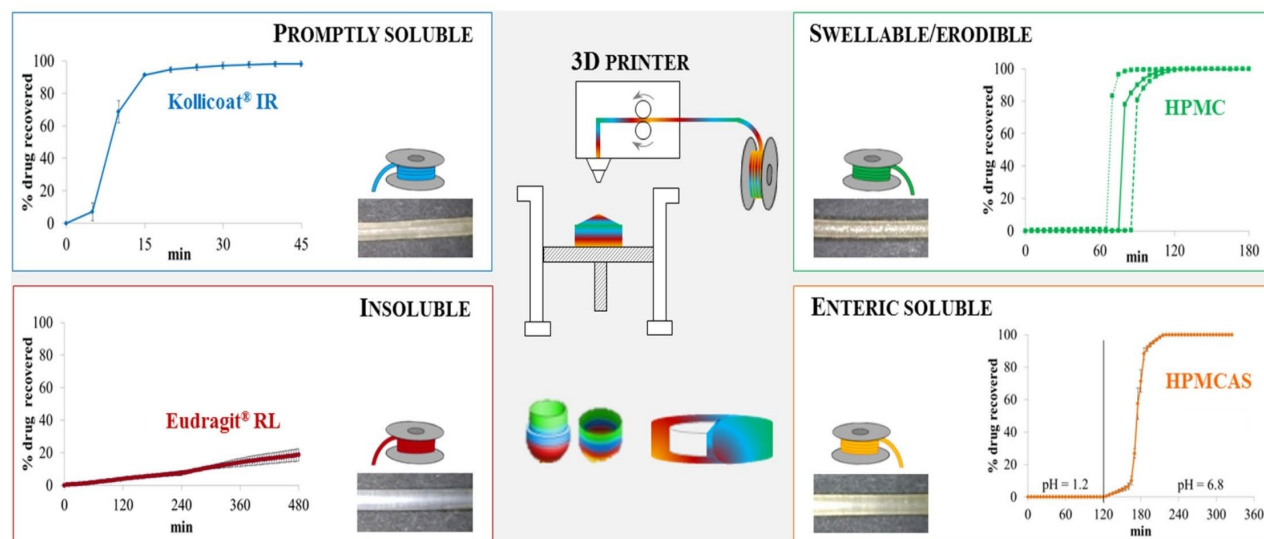 PROMPTLY SOLUBLE
% drug recovered
100
80
60
40
20
0
Kollicoat® IR
0 15 30 45
min
3D PRINTER
SWELLABLE/ERODIBLE
% drug recovered
100
80
60
40
20
0
HPMC
0 60 120 180
min
INSOLUBLE
% drug recovered
100
80
60
40
20
0
Eudragit® RL
0 120 240 360 480
min
ENTERIC SOLUBLE
% drug recovered
100
80
60
40
20
0
HPMCAS
pH = 1.2 pH = 6.8
0 60 120 180 240 300 360
min